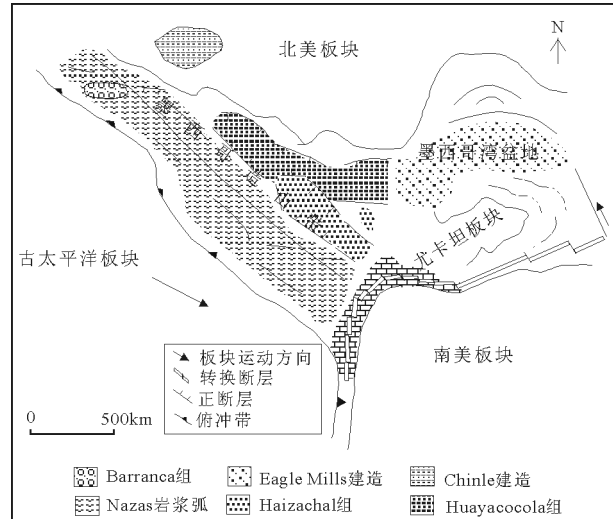 北美板块
N
墨西哥湾盆地
尤卡坦板块
古太平洋板块
南美板块
板块运动方向
转换断层
正断层
俯冲带
0 500km
Barranca组 Eagle Mills建造 Chinle建造
Nazas岩浆弧 Haizachal组 Huayacocola组